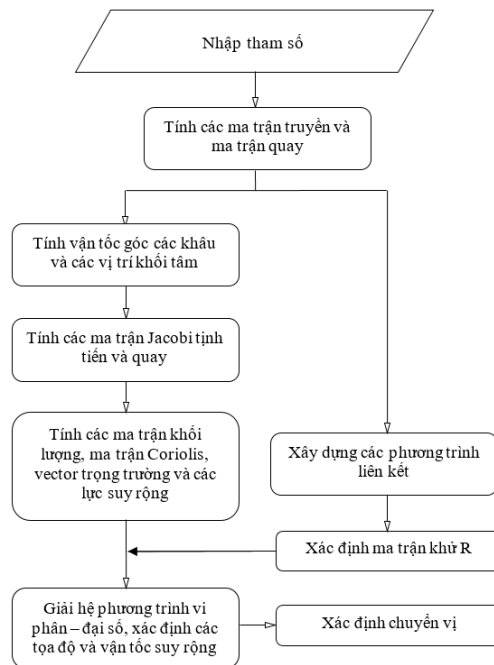 Nhập tham số
Tính các ma trận truyền và
ma trận quay
Tính vận tốc góc các khâu
và các vị trí khối tâm
Tính các ma trận Jacobi tịnh
tiến và quay
Tính các ma trận khối
lượng, ma trận Coriolis,
vector trọng trường và các
lực suy rộng
Xây dựng các phương trình
liên kết
Xác định ma trận khử R
Giải hệ phương trình vi
phân – đại số, xác định các
tọa độ và vận tốc suy rộng
Xác định chuyển vị